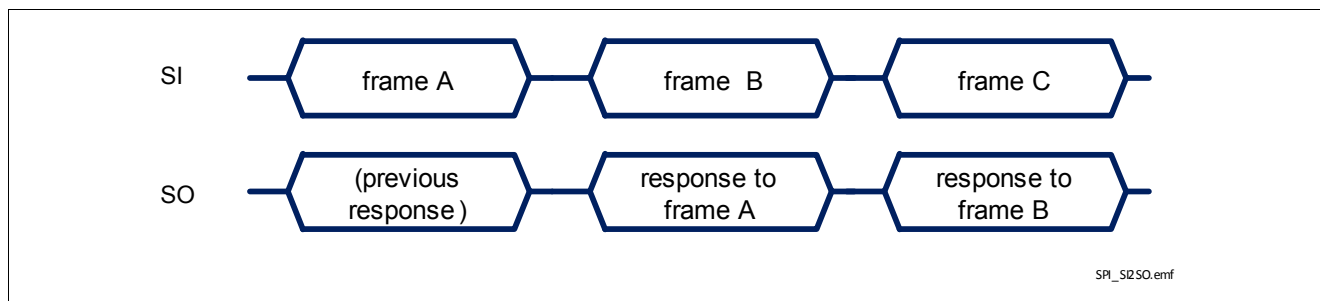 SI
frame A
frame B
frame C
SO
(previous
response)
response to
frame A
response to
frame B
SPI_SI2SO.emf